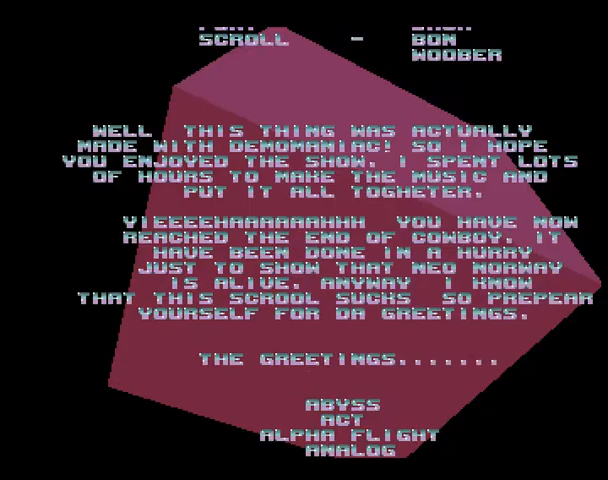 SCROLL - BON
WOOBER
WELL THIS THING WAS ACTUALLY
MADE WITH DEMOMANIAC! SO I HOPE
YOU ENJOYED THE SHOW. I SPENT LOTS
OF HOURS TO MAKE THE MUSIC AND
PUT IT ALL TOGHETER.
YIEEEEHAAAAAAHHH YOU HAVE NOW
REACHED THE END OF COWBOY. IT
HAVE BEEN DONE IN A HURRY
JUST TO SHOW THAT NEO NORWAY
IS ALIVE. ANYWAY I KNOW
THAT THIS SCROOL SUCKS SO PREPEAR
YOURSELF FOR DA GREETINGS.
THE GREETINGS.......
ABYSS
ACT
ALPHA FLIGHT
ANALOG